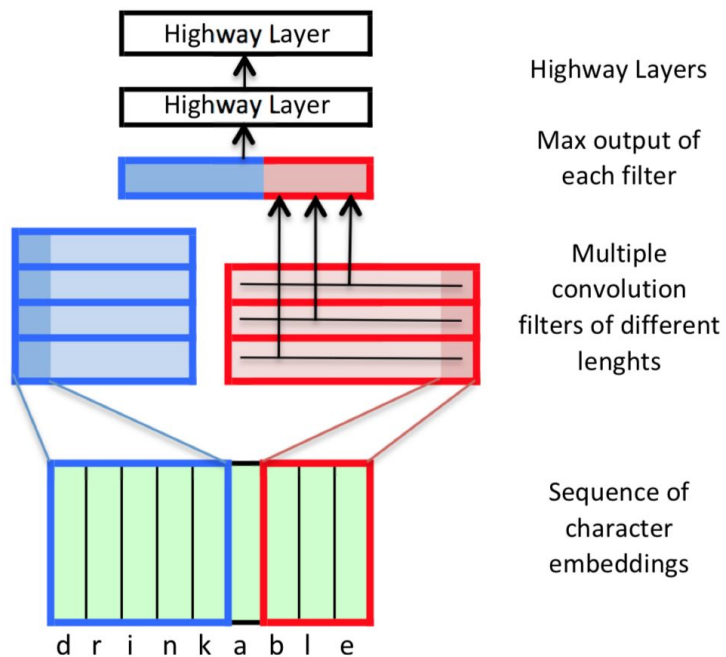 Highway Layer
Highway Layer
Highway Layers
Max output of
each filter
Multiple
convolution
filters of different
lenghts
Sequence of
character
embeddings
d r i n k a b l e